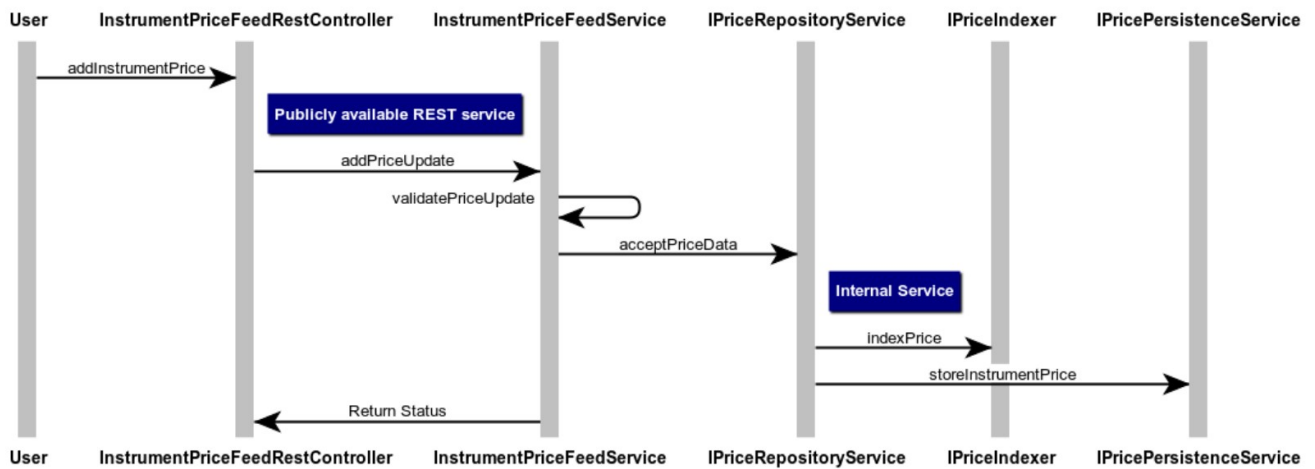 User InstrumentPriceFeedRestController InstrumentPriceFeedService IPriceRepositoryService IPriceIndexer IPricePersistenceService
addInstrumentPrice
Publicly available REST service
addPriceUpdate
validatePriceUpdate
acceptPriceData
Internal Service
indexPrice
storeInstrumentPrice
Return Status
User InstrumentPriceFeedRestController InstrumentPriceFeedService IPriceRepositoryService IPriceIndexer IPricePersistenceService